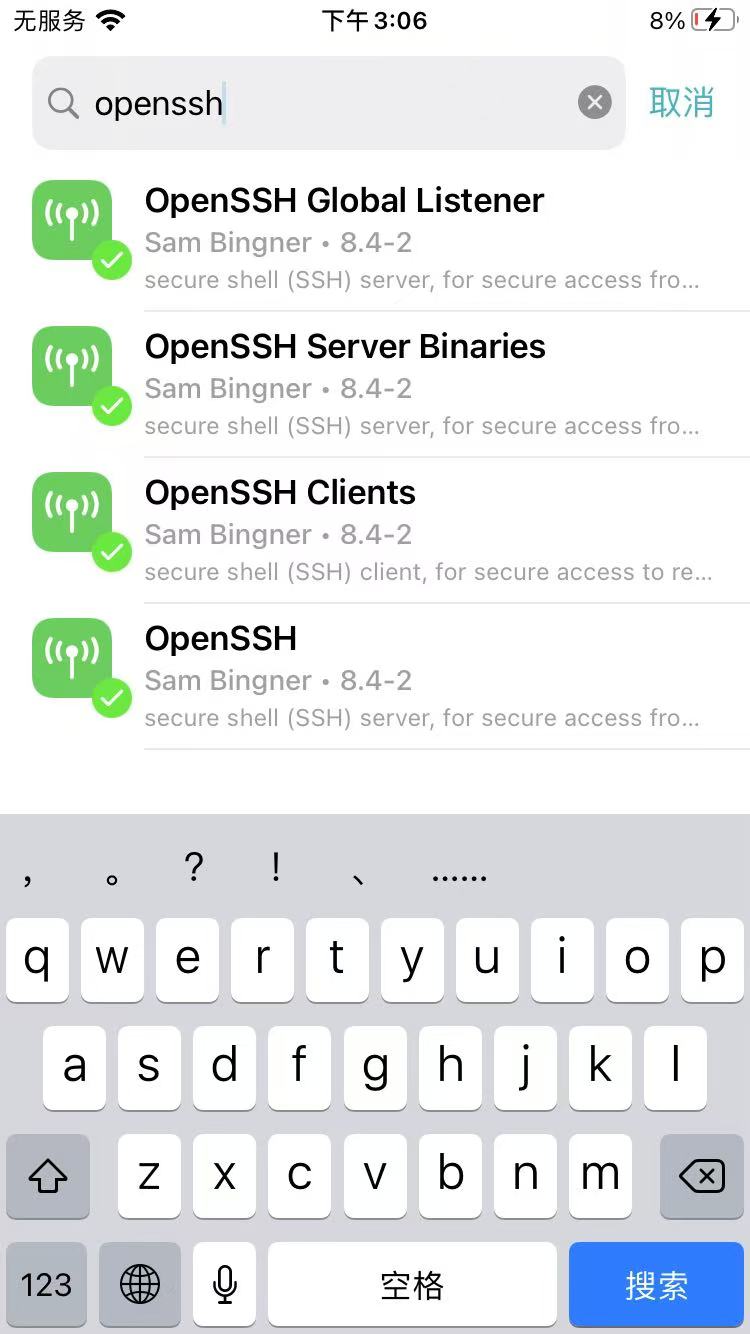 无服务 下午3:06 8%
openssh 取消
OpenSSH Global Listener
Sam Bingner • 8.4-2
secure shell (SSH) server, for secure access fro...
OpenSSH Server Binaries
Sam Bingner • 8.4-2
secure shell (SSH) server, for secure access fro...
OpenSSH Clients
Sam Bingner • 8.4-2
secure shell (SSH) client, for secure access to re...
OpenSSH
Sam Bingner • 8.4-2
secure shell (SSH) server, for secure access fro...
， 。 ？ ！ 、 ……
q w e r t y u i o p
a s d f g h j k l
z x c v b n m
123 空格 搜索